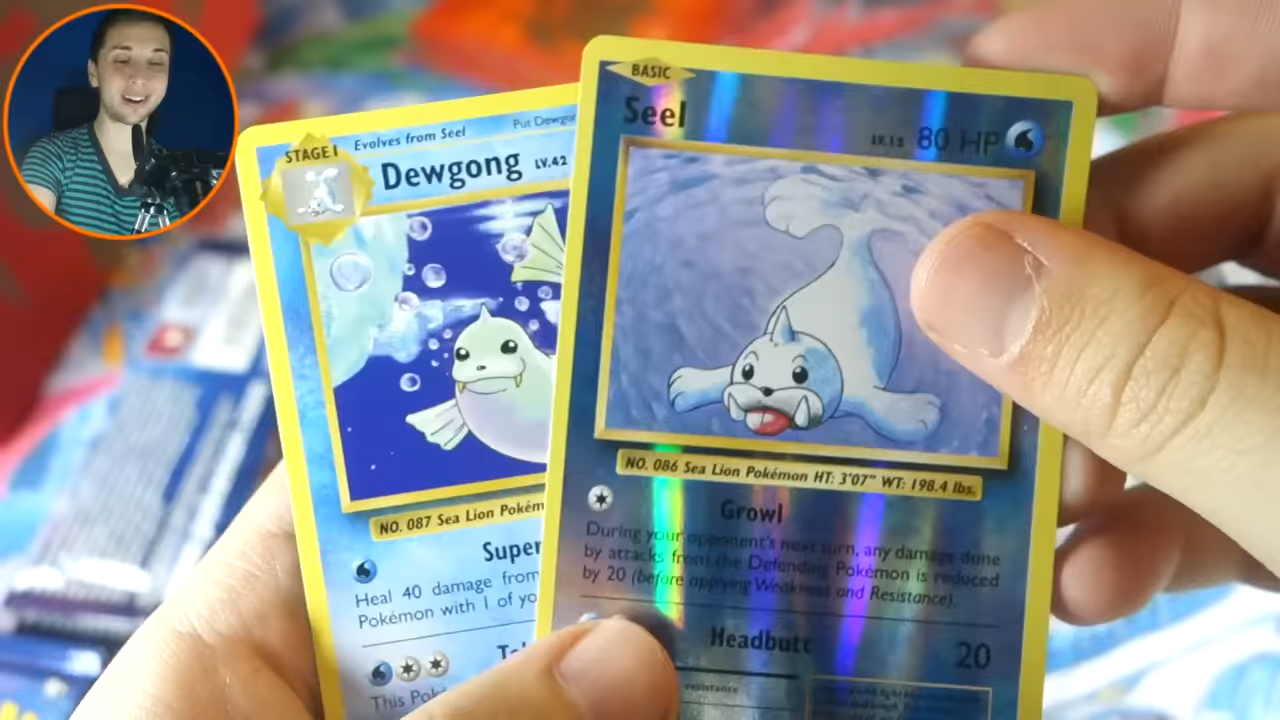 STAGE 1
Evolves from Seel
Put Dewgo
Dewgong LV.42
NO. 087 Sea Lion Pokém
Super
Heal 40 damage from
Pokémon with 1 of yo
This Poké
BASIC
Seel
LV.12 80 HP
NO. 086 Sea Lion Pokémon HT: 3'07" WT: 198.4 lbs.
Growl
During your opponent's next turn, any damage done
by attacks from the Defending Pokémon is reduced
by 20 (before applying Weakness and Resistance).
Headbutt 20
resistance